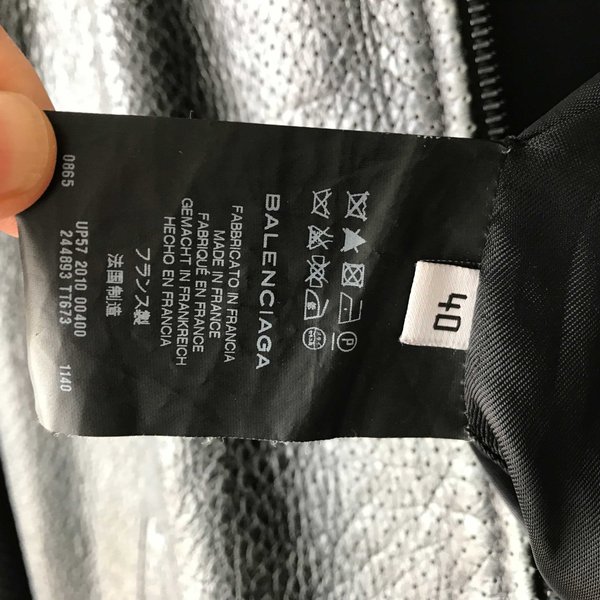 BALENCIAGA
FABBRICATO IN FRANCIA
MADE IN FRANCE
FABRIQUÉ EN FRANCE
GEMACHT IN FRANKREICH
HECHO EN FRANCIA
フランス製
法国制造
0865 UP57 2010 00400 1140
244893 TT673
40
P